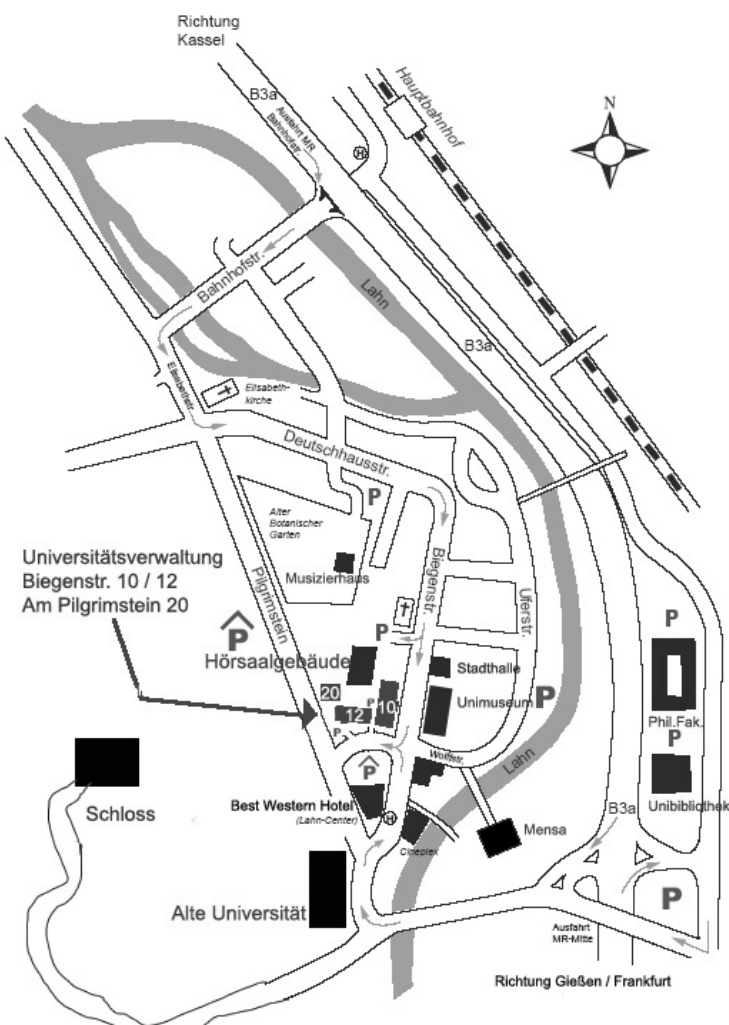 Richtung
Kassel
B3a
Ausfahrt MR
Bahnhofstr.
Hauptbahnhof
H
N
Bahnhofstr.
Lahn
B3a
Elisabethstr.
Elisabeth-
kirche
Deutschhausstr.
P
Alter
Botanischer
Garten
Musizierhaus
Universitätsverwaltung
Biegenstr. 10 / 12
Am Pilgrimstein 20
Pilgrimstein
Biegenstr.
Uferstr.
P
P
P
Hörsaalgebäude
Stadthalle
20
12
P
10
P
Unimuseum
P
Phil.Fak.
P
Unibibliothek
Wolffstr.
P
Lahn
Schloss
Best Western Hotel
(Lahn-Center)
H
Cineplex
Mensa
B3a
Alte Universität
P
Ausfahrt
MR-Mitte
Richtung Gießen / Frankfurt